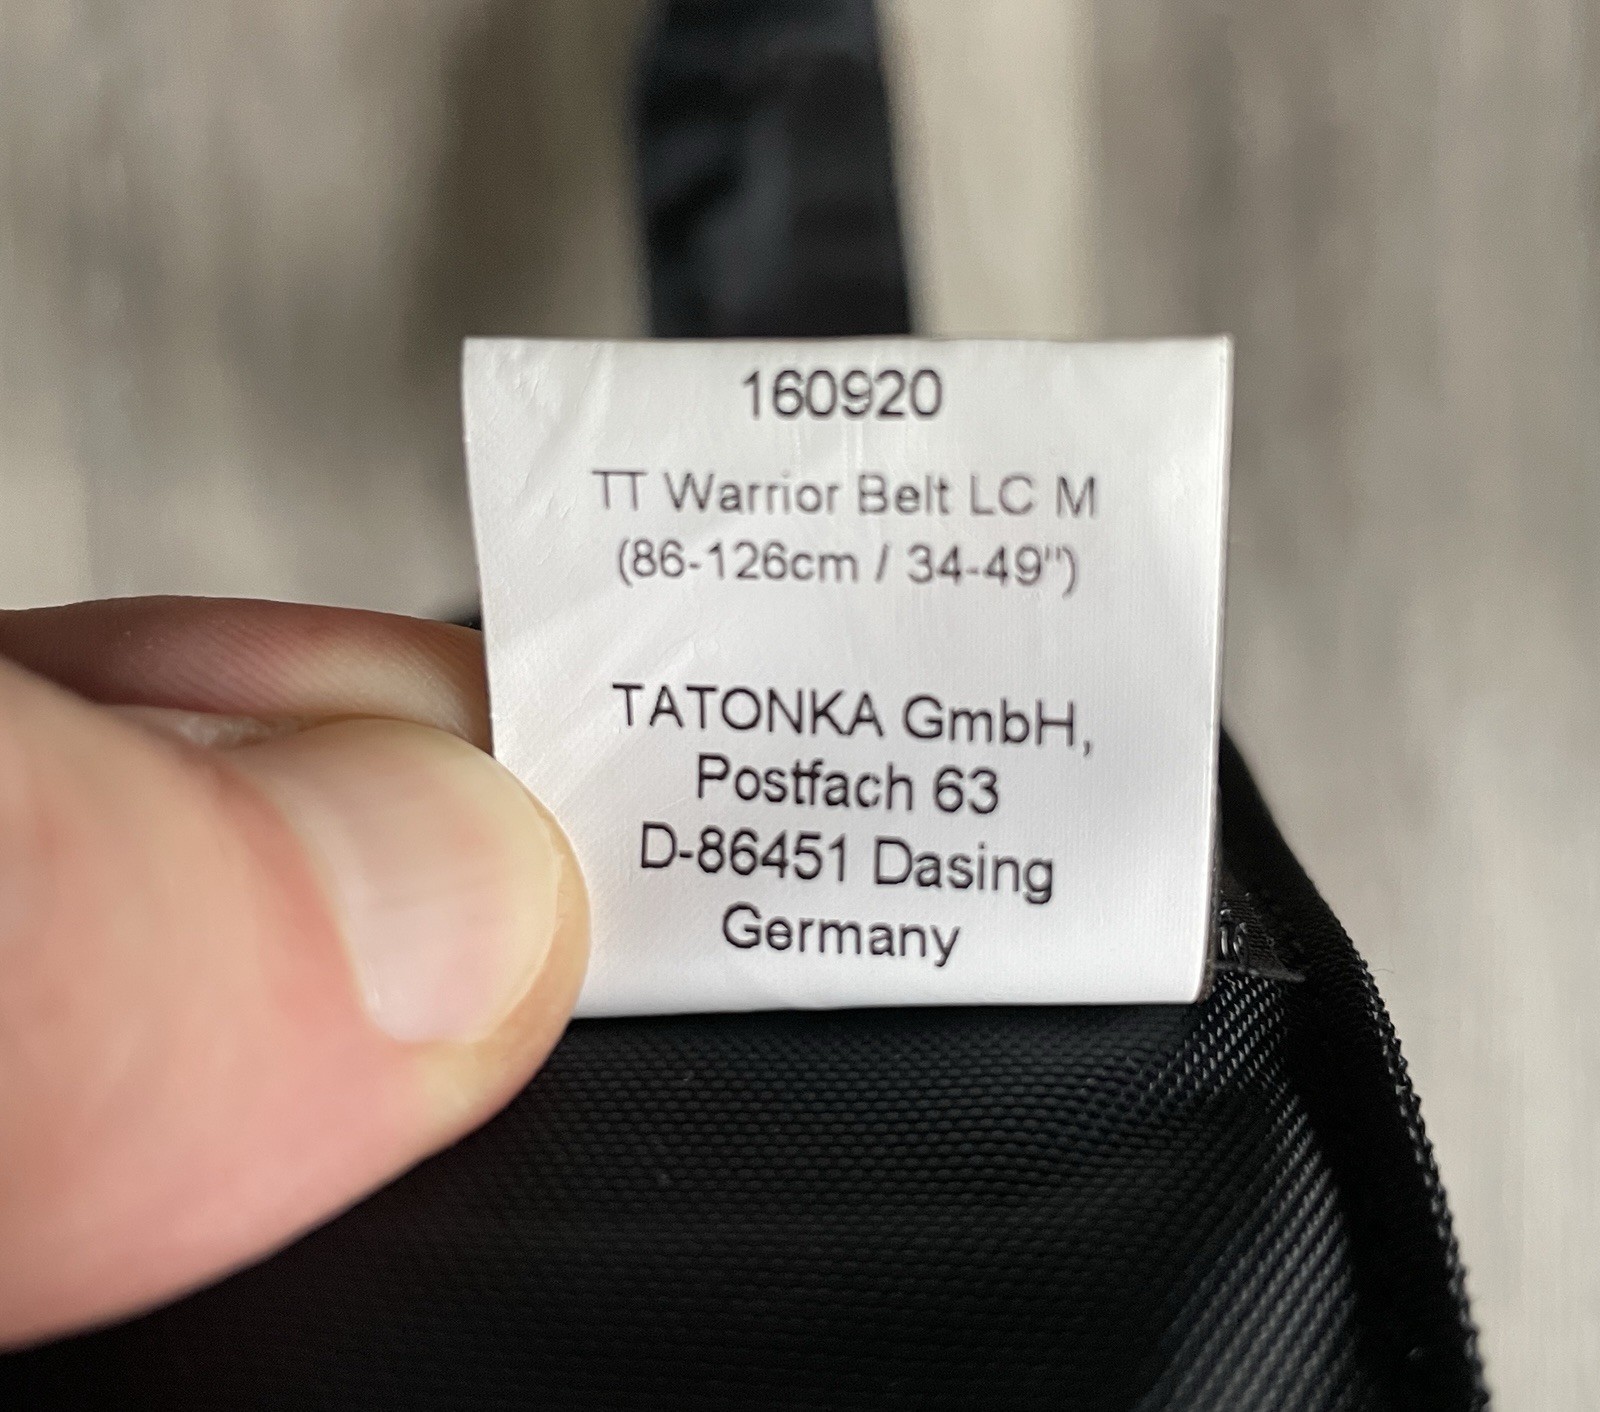 160920
TT Warrior Belt LC M
(86-126cm / 34-49")
TATONKA GmbH,
Postfach 63
D-86451 Dasing
Germany